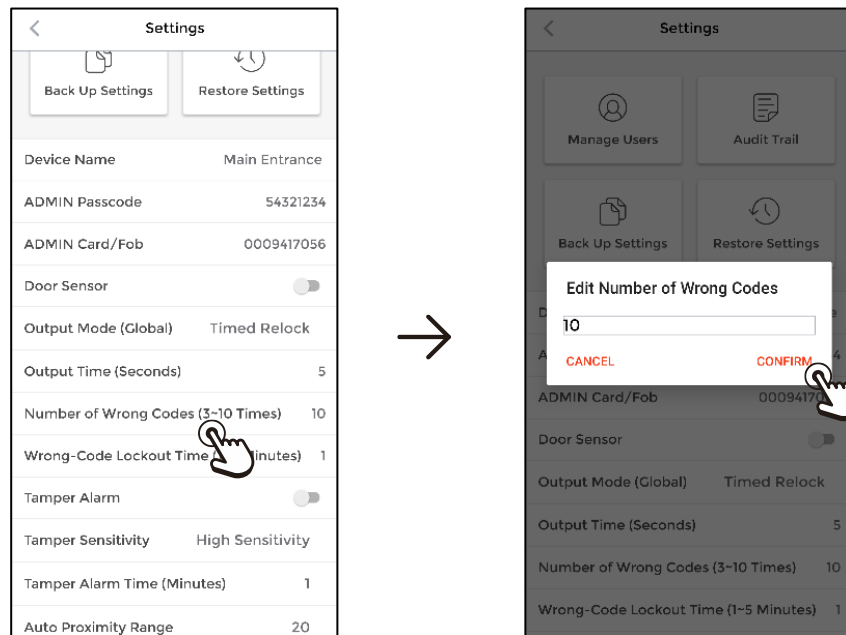 Settings
Back Up Settings Restore Settings
Device Name Main Entrance
ADMIN Passcode 54321234
ADMIN Card/Fob 0009417056
Door Sensor
Output Mode (Global) Timed Relock
Output Time (Seconds) 5
Number of Wrong Codes (3~10 Times) 10
Wrong-Code Lockout Time inutes) 1
Tamper Alarm
Tamper Sensitivity High Sensitivity
Tamper Alarm Time (Minutes) 1
Auto Proximity Range 20
Settings
Manage Users Audit Trail
Back Up Settings Restore Settings
Edit Number of Wrong Codes
10
CANCEL CONFIRM
ADMIN Card/Fob 00094170
Door Sensor
Output Mode (Global) Timed Relock
Output Time (Seconds) 5
Number of Wrong Codes (3~10 Times) 10
Wrong-Code Lockout Time (1~5 Minutes) 1